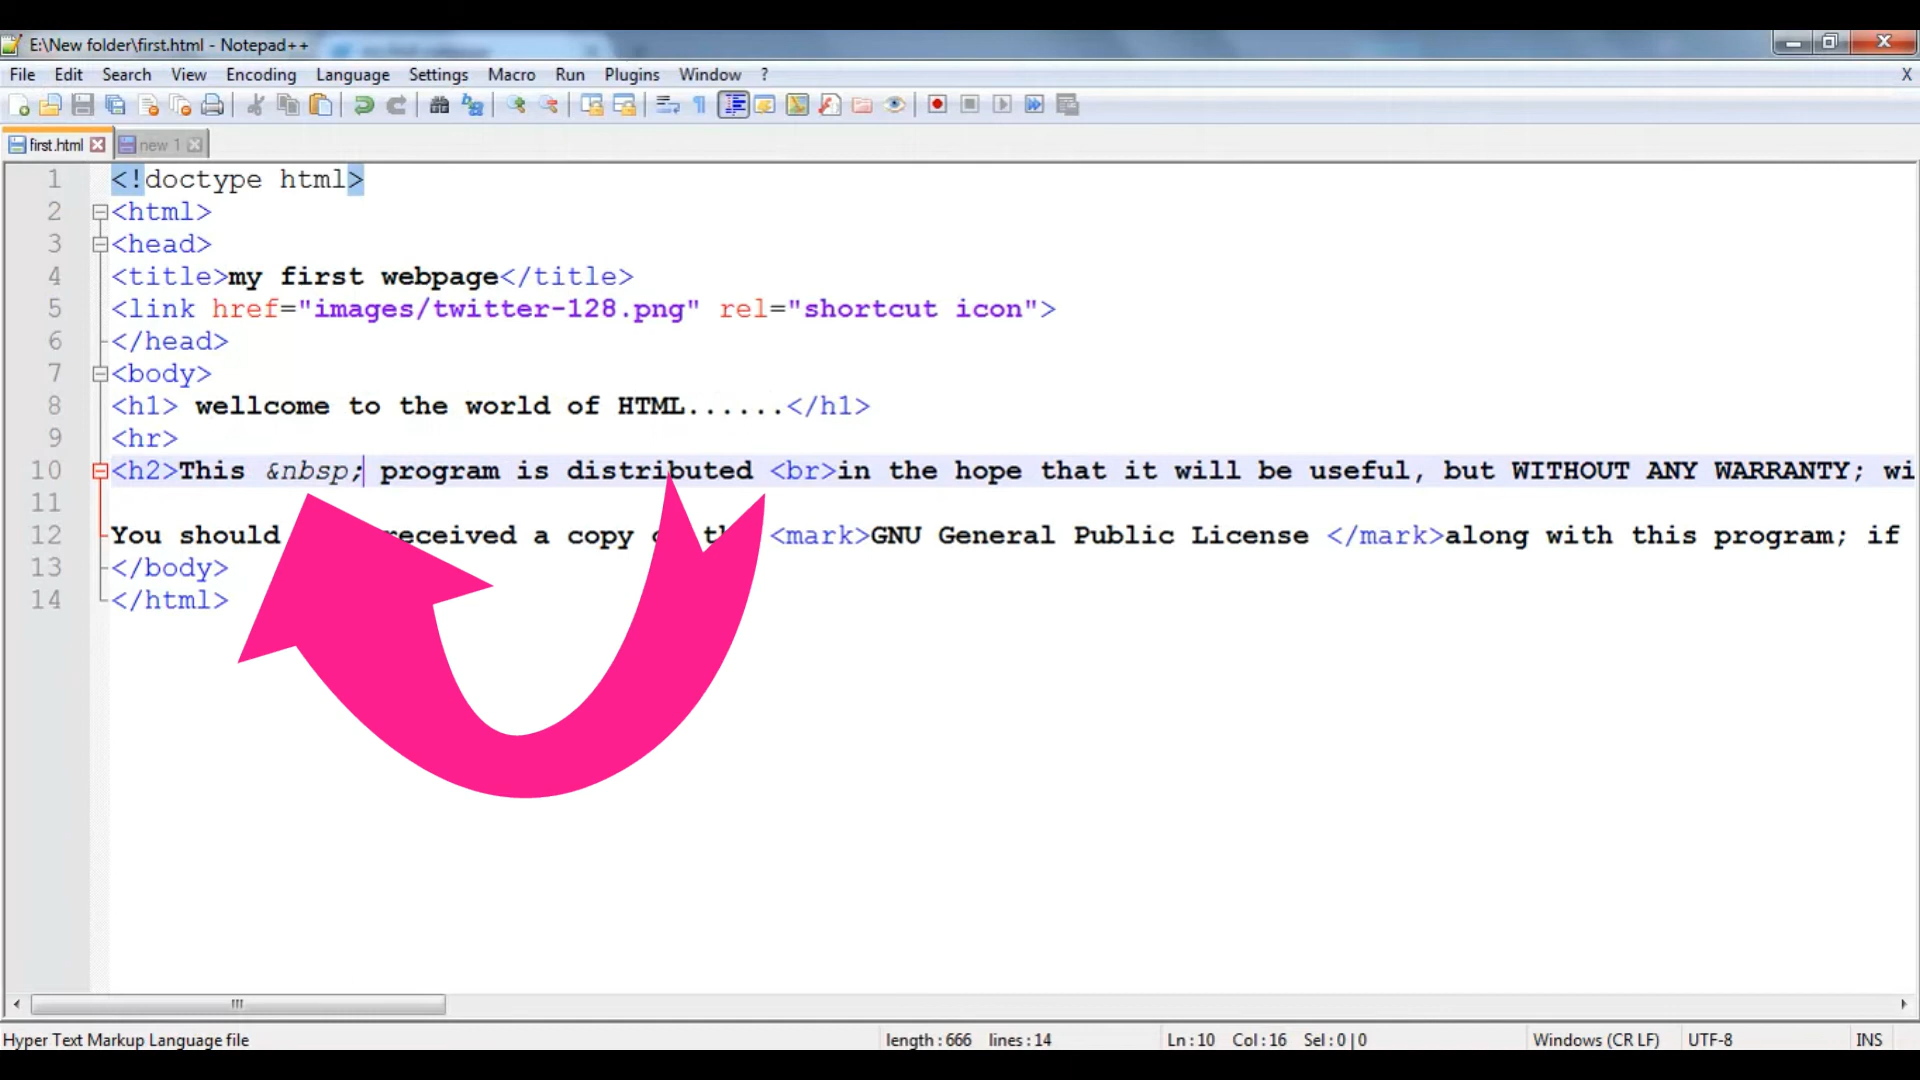 E:\New folder\first.html - Notepad++
File Edit Search View Encoding Language Settings Macro Run Plugins Window ? X
first.html new 1
1 <!doctype html>
2 <html>
3 <head>
4 <title>my first webpage</title>
5 <link href="images/twitter-128.png" rel="shortcut icon">
6 </head>
7 <body>
8 <h1> wellcome to the world of HTML......</h1>
9 <hr>
10 <h2>This &nbsp; program is distributed <br>in the hope that it will be useful, but WITHOUT ANY WARRANTY; wi
11
12 You should received a copy <mark>GNU General Public License </mark>along with this program; if
13 </body>
14 </html>
Hyper Text Markup Language file length : 666 lines : 14 Ln : 10 Col : 16 Sel : 0 | 0 Windows (CR LF) UTF-8 INS